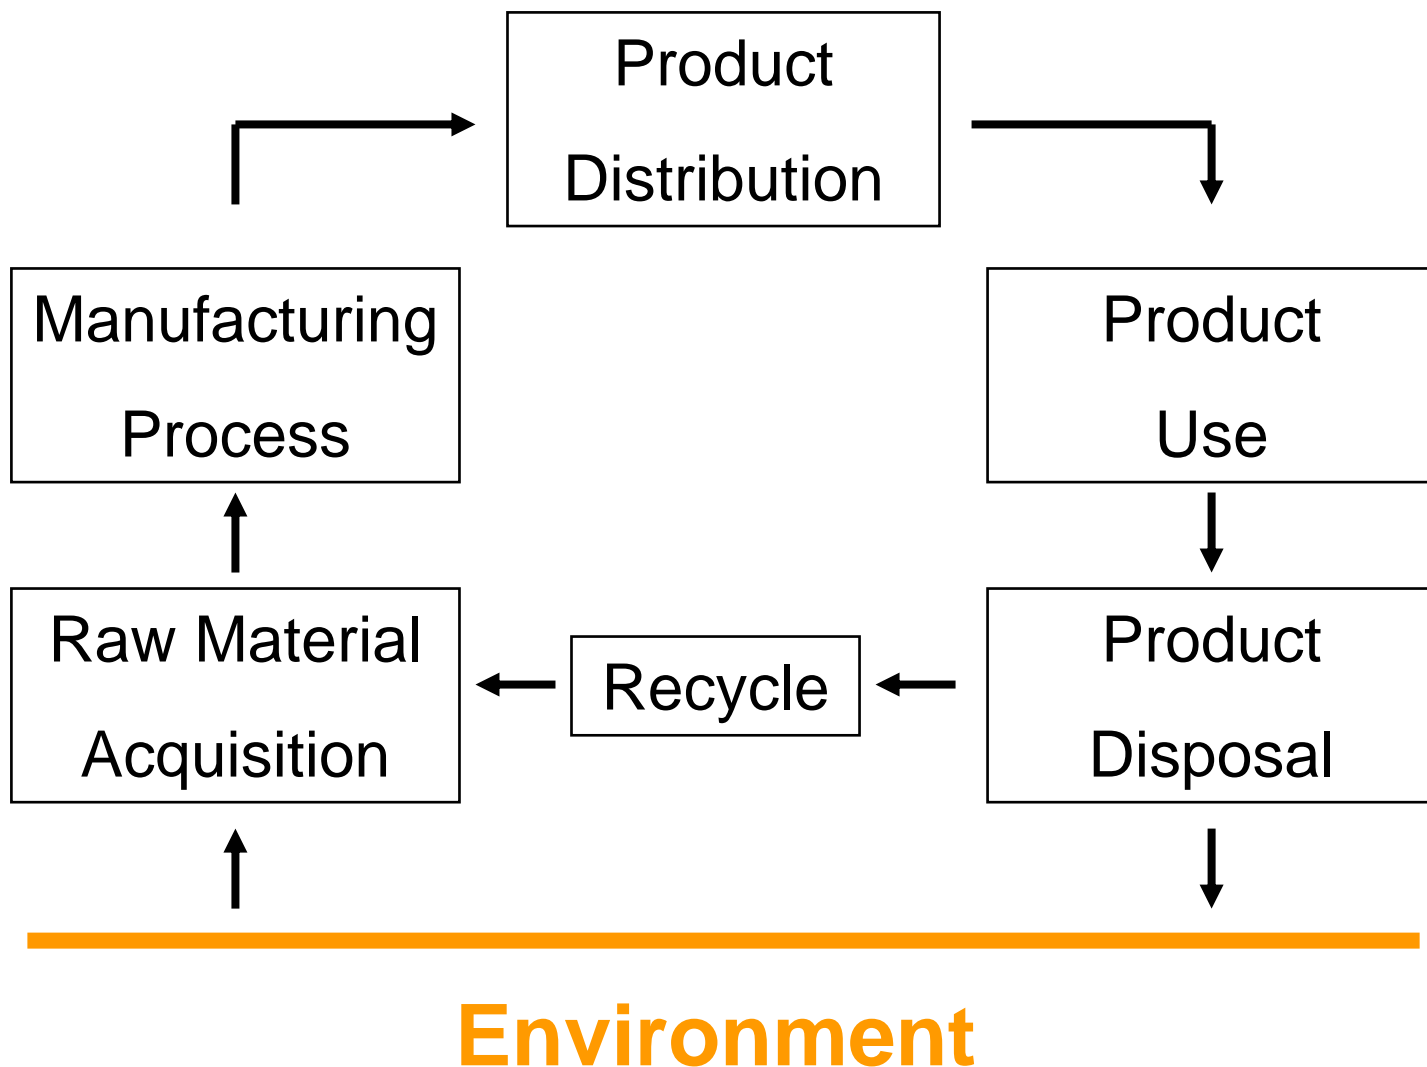 Product
Distribution
Manufacturing
Process
Product
Use
Raw Material
Acquisition
Recycle
Product
Disposal
Environment